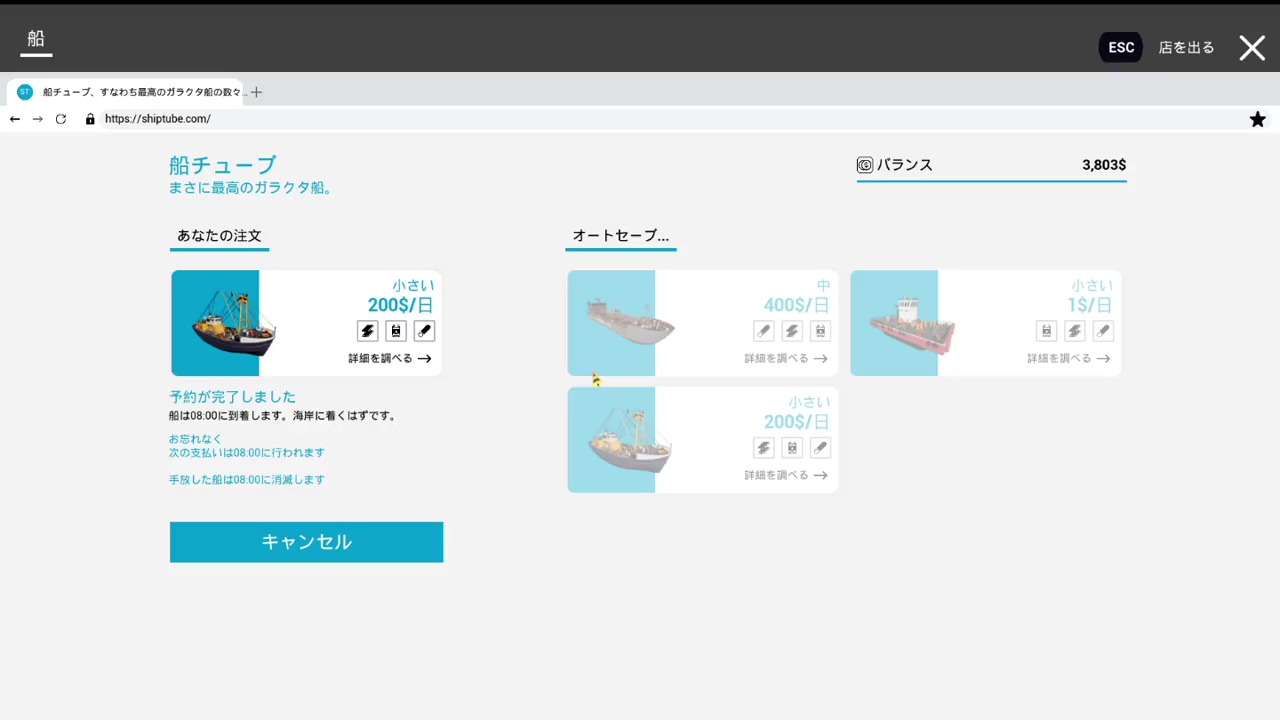 船
ESC 店を出る
ST 船チューブ、すなわち最高のガラクタ船の数々...
https://shiptube.com/
船チューブ
まさに最高のガラクタ船。
バランス 3,803$
あなたの注文
オートセーブ...
小さい
200$/日
詳細を調べる →
中
400$/日
詳細を調べる →
小さい
1$/日
詳細を調べる →
予約が完了しました
船は08:00に到着します。海岸に着くはずです。
お忘れなく
次の支払いは08:00に行われます
手放した船は08:00に消滅します
小さい
200$/日
詳細を調べる →
キャンセル